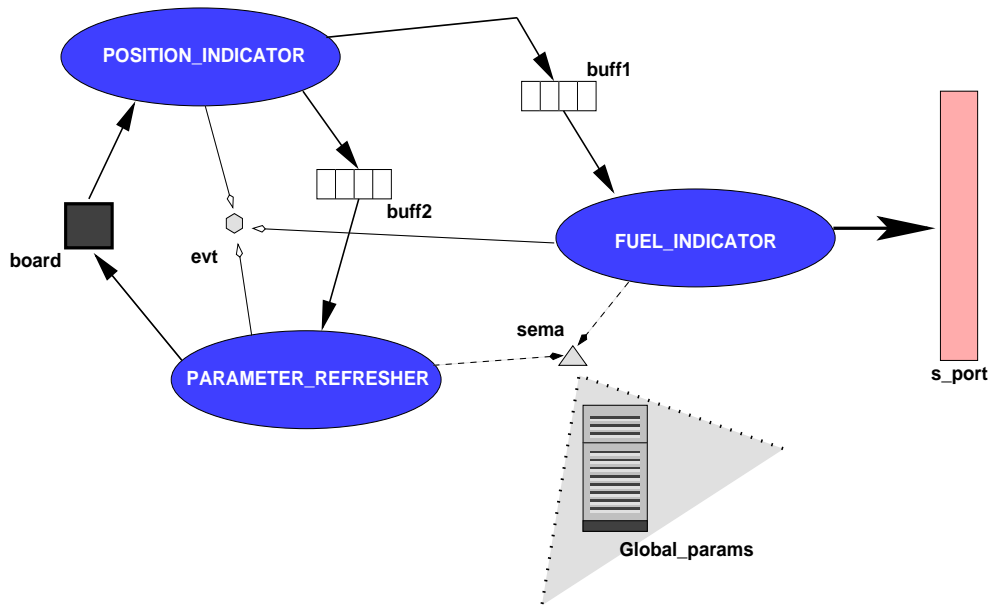 POSITION_INDICATOR
buff1
buff2
FUEL_INDICATOR
board
evt
sema
PARAMETER_REFRESHER
s_port
Global_params